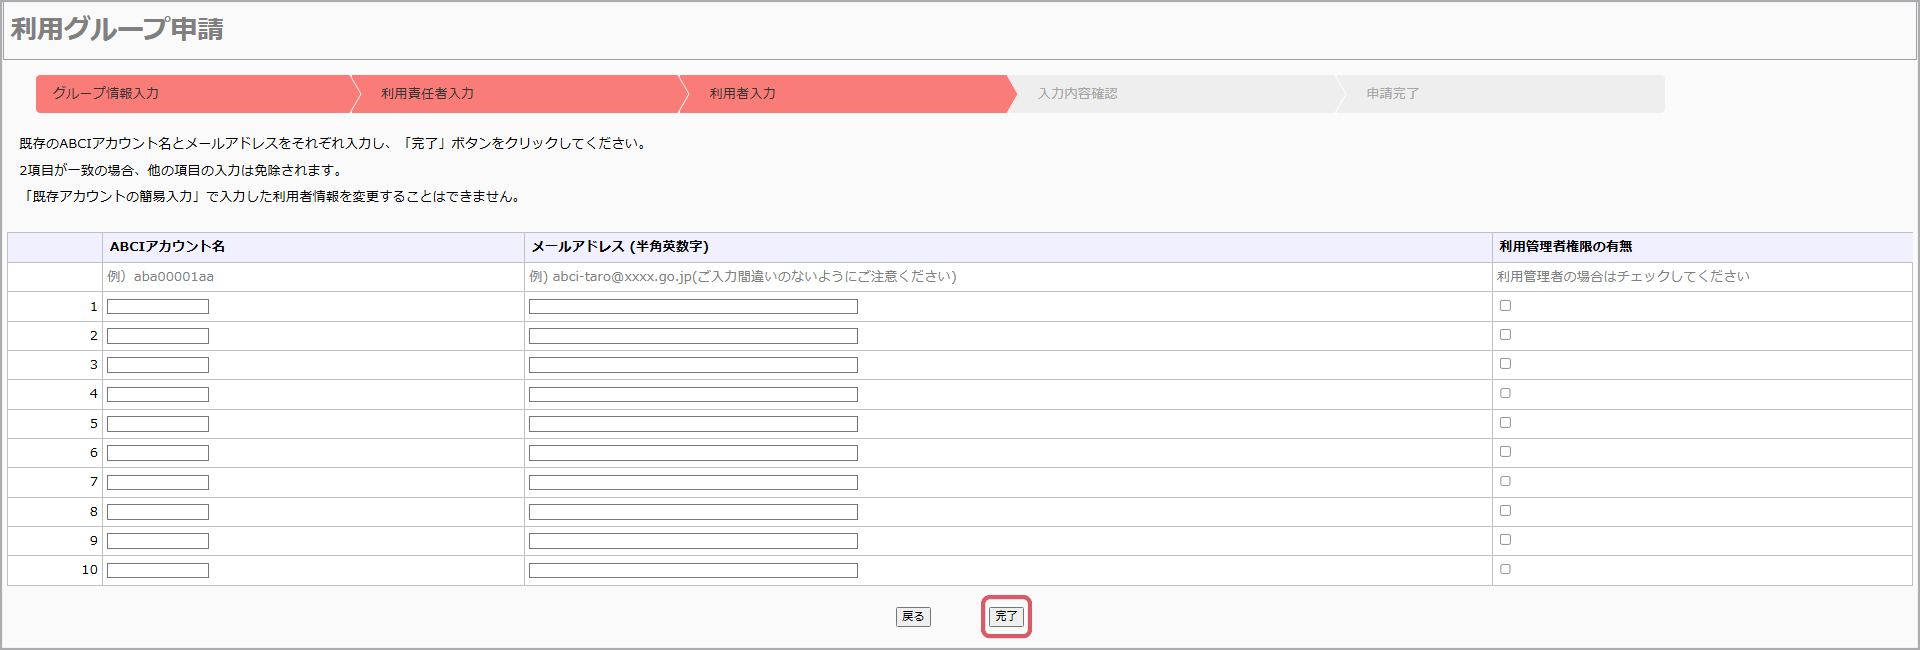 利用グループ申請
グループ情報入力 利用責任者入力 利用者入力 入力内容確認 申請完了
既存のABCIアカウント名とメールアドレスをそれぞれ入力し、「完了」ボタンをクリックしてください。
2項目が一致の場合、他の項目の入力は免除されます。
「既存アカウントの簡易入力」で入力した利用者情報を変更することはできません。
ABCIアカウント名 メールアドレス (半角英数字) 利用管理者権限の有無
例）aba00001aa 例) abci-taro@xxxx.go.jp(ご入力間違いのないようにご注意ください) 利用管理者の場合はチェックしてください
1
2
3
4
5
6
7
8
9
10
戻る 完了